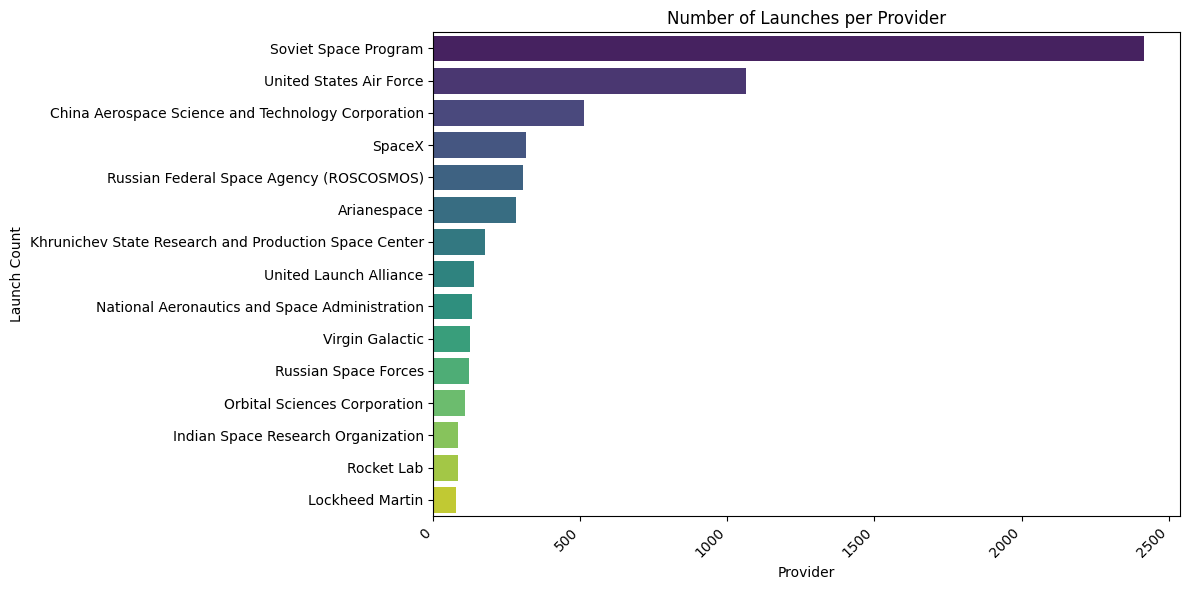 Number of Launches per Provider
Launch Count
Soviet Space Program
United States Air Force
China Aerospace Science and Technology Corporation
SpaceX
Russian Federal Space Agency (ROSCOSMOS)
Arianespace
Khrunichev State Research and Production Space Center
United Launch Alliance
National Aeronautics and Space Administration
Virgin Galactic
Russian Space Forces
Orbital Sciences Corporation
Indian Space Research Organization
Rocket Lab
Lockheed Martin
0 500 1000 1500 2000 2500
Provider